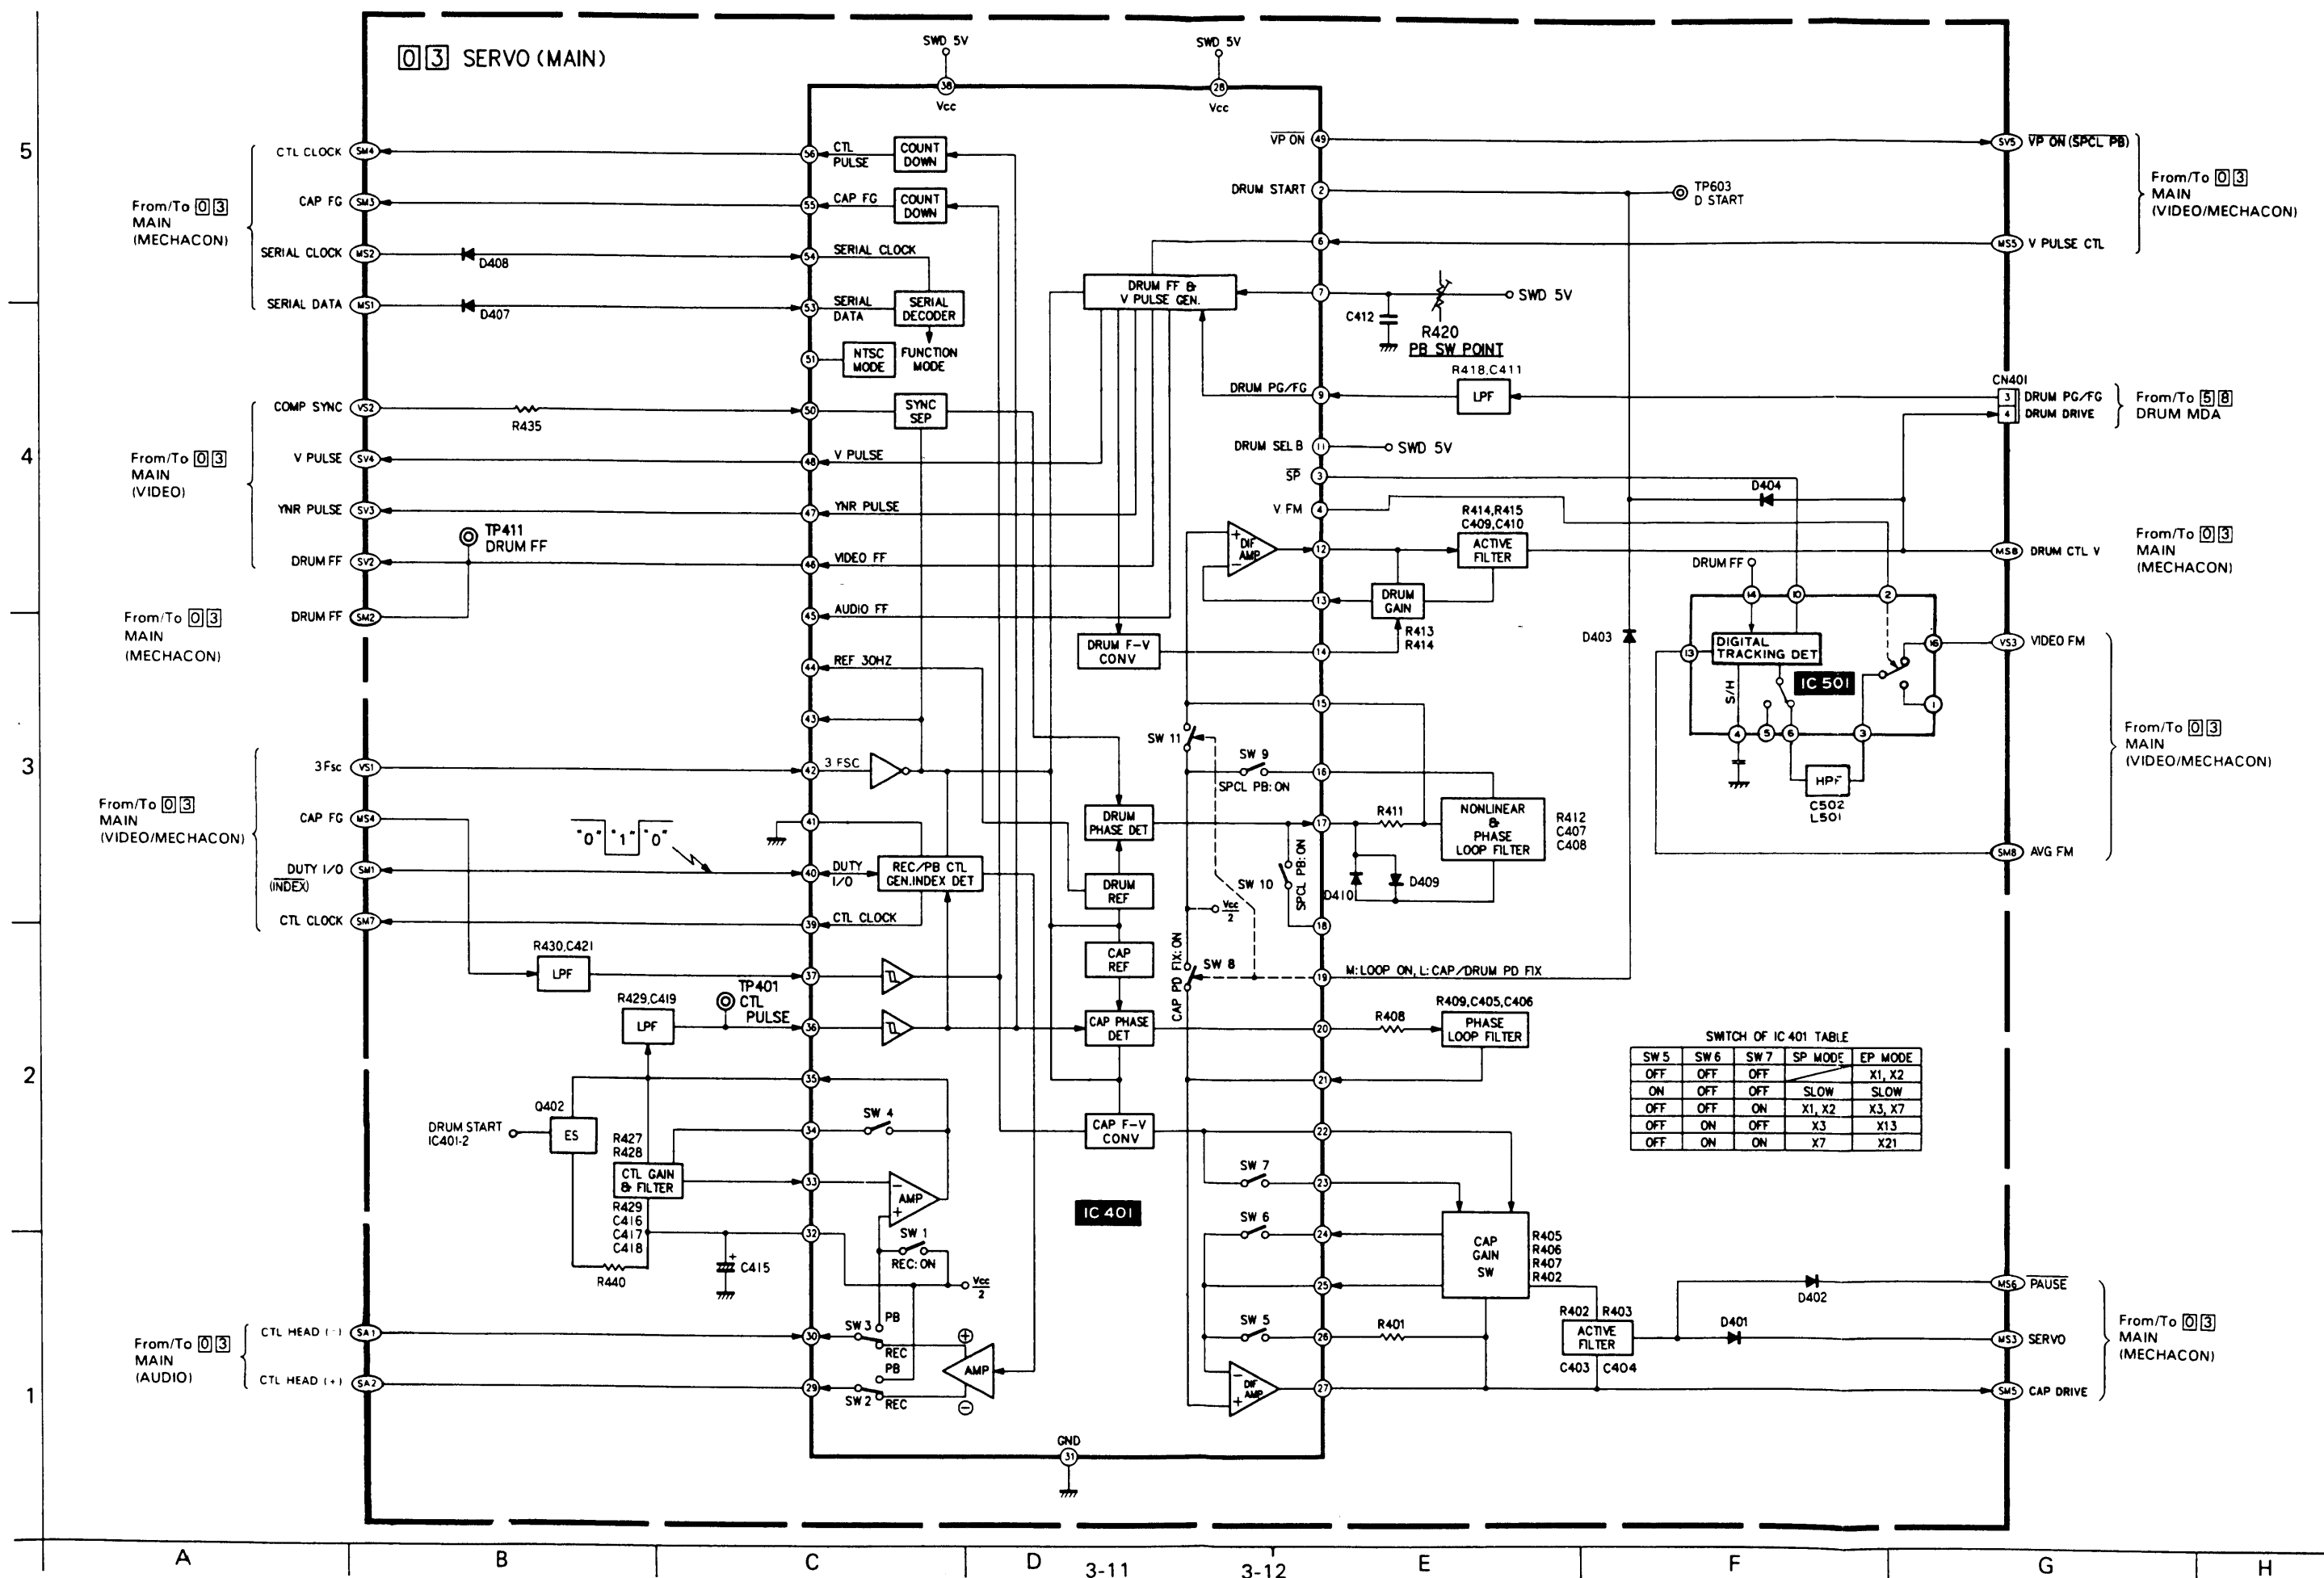 03 SERVO (MAIN)
SWD 5V
SWD 5V
38
Vcc
28
Vcc
5
4
3
2
1
From/To 03
MAIN
(MECHACON)
CTL CLOCK SM4
CAP FG SM3
SERIAL CLOCK MS2
SERIAL DATA MS1
D408
D407
56 CTL PULSE
COUNT DOWN
55 CAP FG
COUNT DOWN
54 SERIAL CLOCK
53 SERIAL DATA
SERIAL DECODER
51 NTSC MODE
FUNCTION MODE
From/To 03
MAIN
(VIDEO)
COMP SYNC VS2
R435
50 SYNC SEP
V PULSE SV4
48 V PULSE
YNR PULSE SV3
47 YNR PULSE
TP411
DRUM FF
DRUM FF SV2
46 VIDEO FF
From/To 03
MAIN
(MECHACON)
DRUM FF SM2
45 AUDIO FF
44 REF 30HZ
43
From/To 03
MAIN
(VIDEO/MECHACON)
3Fsc VS1
42 3 FSC
CAP FG MS4
"0" "1" "0"
41
DUTY I/O SM1
(INDEX)
40 DUTY I/O
REC/PB CTL
GEN.INDEX DET
CTL CLOCK SM7
39 CTL CLOCK
R430,C421
LPF
37
R429,C419
LPF
TP401
CTL
PULSE
36
35
Q402
ES
DRUM START
IC401-2
R427
R428
CTL GAIN
& FILTER
R429
C416
C417
C418
R440
34
SW 4
33
AMP
− +
32
+
C415
SW 1
REC:ON
Vcc
2
From/To 03
MAIN
(AUDIO)
CTL HEAD (−) SA1
CTL HEAD (+) SA2
30
SW 3
PB
REC
PB
29
SW 2
REC
AMP
⊕
⊖
GND
31
VP ON 49
DRUM START 2
TP603
D START
6
DRUM FF &
V PULSE GEN.
7
C412
R420
PB SW POINT
SWD 5V
DRUM PG/FG 9
R418,C411
LPF
DRUM SEL B 11
SWD 5V
SP 3
V FM 4
DIF
AMP
+ −
12
R414,R415
C409,C410
ACTIVE
FILTER
13
DRUM
GAIN
R413
R414
DRUM F-V
CONV
14
15
SW 11
SW 9
16
SPCL PB:ON
DRUM
PHASE DET
17
R411
NONLINEAR
&
PHASE
LOOP FILTER
R412
C407
C408
SW 10
SPCL PB:ON
D410
D409
DRUM
REF
Vcc
2
18
CAP
REF
CAP PD FIX:ON
SW 8
19
M:LOOP ON, L:CAP/DRUM PD FIX
CAP PHASE
DET
20
R408
R409,C405,C406
PHASE
LOOP FILTER
21
CAP F-V
CONV
22
SW 7
23
IC 401
SW 6
24
CAP
GAIN
SW
R405
R406
R407
R402
25
SW 5
26
R401
DIF
AMP
− +
27
R402 R403
ACTIVE
FILTER
C403 C404
D401
D402
SWITCH OF IC 401 TABLE
SW 5 SW 6 SW 7 SP MODE EP MODE
OFF OFF OFF X1, X2
ON OFF OFF SLOW SLOW
OFF OFF ON X1, X2 X3, X7
OFF ON OFF X3 X13
OFF ON ON X7 X21
SV5 VP ON (SPCL PB)
MS5 V PULSE CTL
From/To 03
MAIN
(VIDEO/MECHACON)
CN401
3 DRUM PG/FG
4 DRUM DRIVE
From/To 58
DRUM MDA
D404
D403
MS8 DRUM CTL V
From/To 03
MAIN
(MECHACON)
DRUM FF
14
10
2
13
DIGITAL
TRACKING DET
IC 501
S/H
16
1
4
5
6
3
HPF
C502
L501
VS3 VIDEO FM
SM8 AVG FM
From/To 03
MAIN
(VIDEO/MECHACON)
MS6 PAUSE
MS3 SERVO
SM5 CAP DRIVE
From/To 03
MAIN
(MECHACON)
A B C D E F G H
3-11 3-12